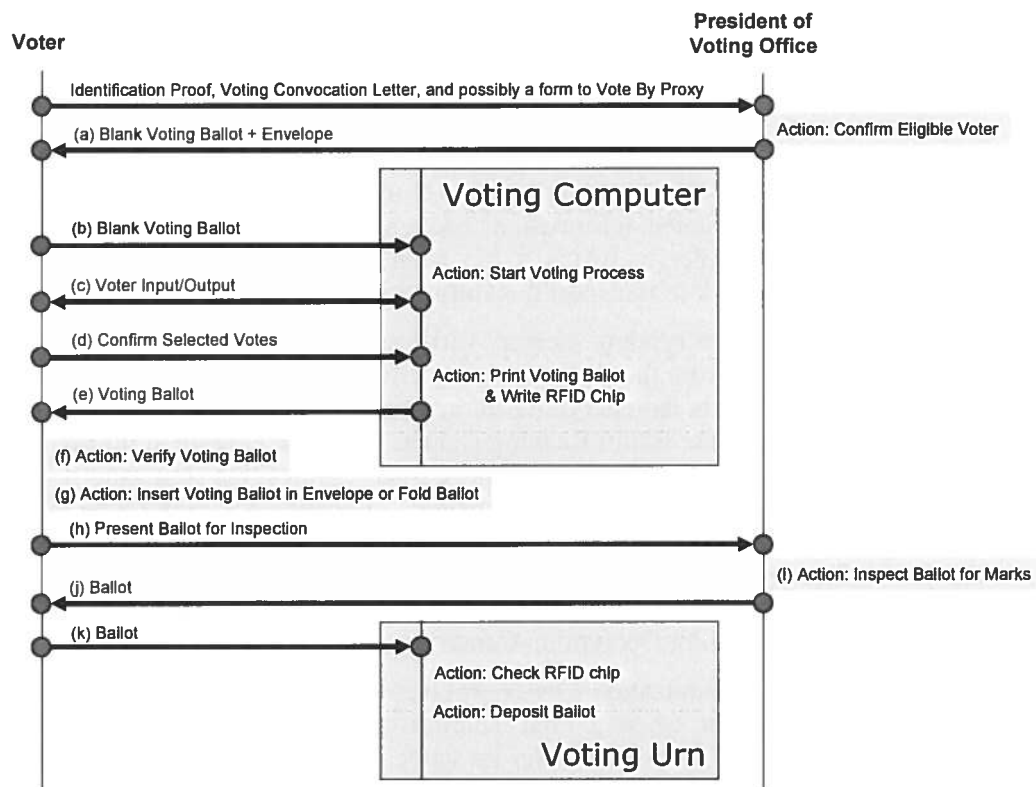 Voter
President of
Voting Office
Identification Proof, Voting Convocation Letter, and possibly a form to Vote By Proxy
Action: Confirm Eligible Voter
(a) Blank Voting Ballot + Envelope
Voting Computer
(b) Blank Voting Ballot
Action: Start Voting Process
(c) Voter Input/Output
(d) Confirm Selected Votes
Action: Print Voting Ballot
& Write RFID Chip
(e) Voting Ballot
(f) Action: Verify Voting Ballot
(g) Action: Insert Voting Ballot in Envelope or Fold Ballot
(h) Present Ballot for Inspection
(i) Action: Inspect Ballot for Marks
(j) Ballot
(k) Ballot
Action: Check RFID chip
Action: Deposit Ballot
Voting Urn